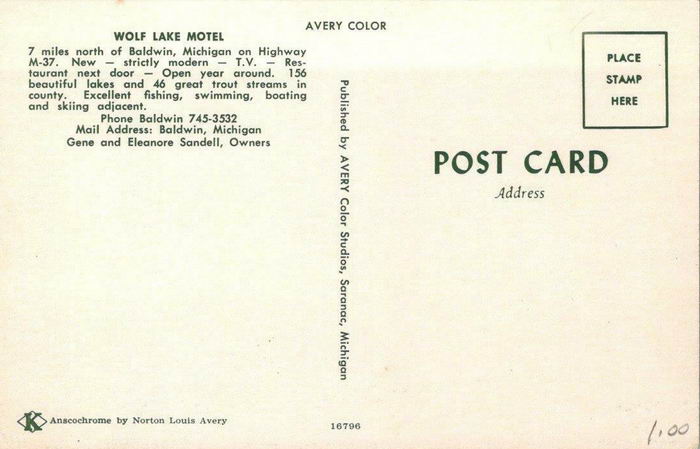 AVERY COLOR
WOLF LAKE MOTEL
7 miles north of Baldwin, Michigan on Highway
M-37. New — strictly modern — T.V. — Res-
taurant next door — Open year around. 156
beautiful lakes and 46 great trout streams in
county. Excellent fishing, swimming, boating
and skiing adjacent.
Phone Baldwin 745-3532
Mail Address: Baldwin, Michigan
Gene and Eleanore Sandell, Owners
Published by AVERY Color Studios, Saranac, Michigan
PLACE
STAMP
HERE
POST CARD
Address
K Anscochrome by Norton Louis Avery
16796
1.00